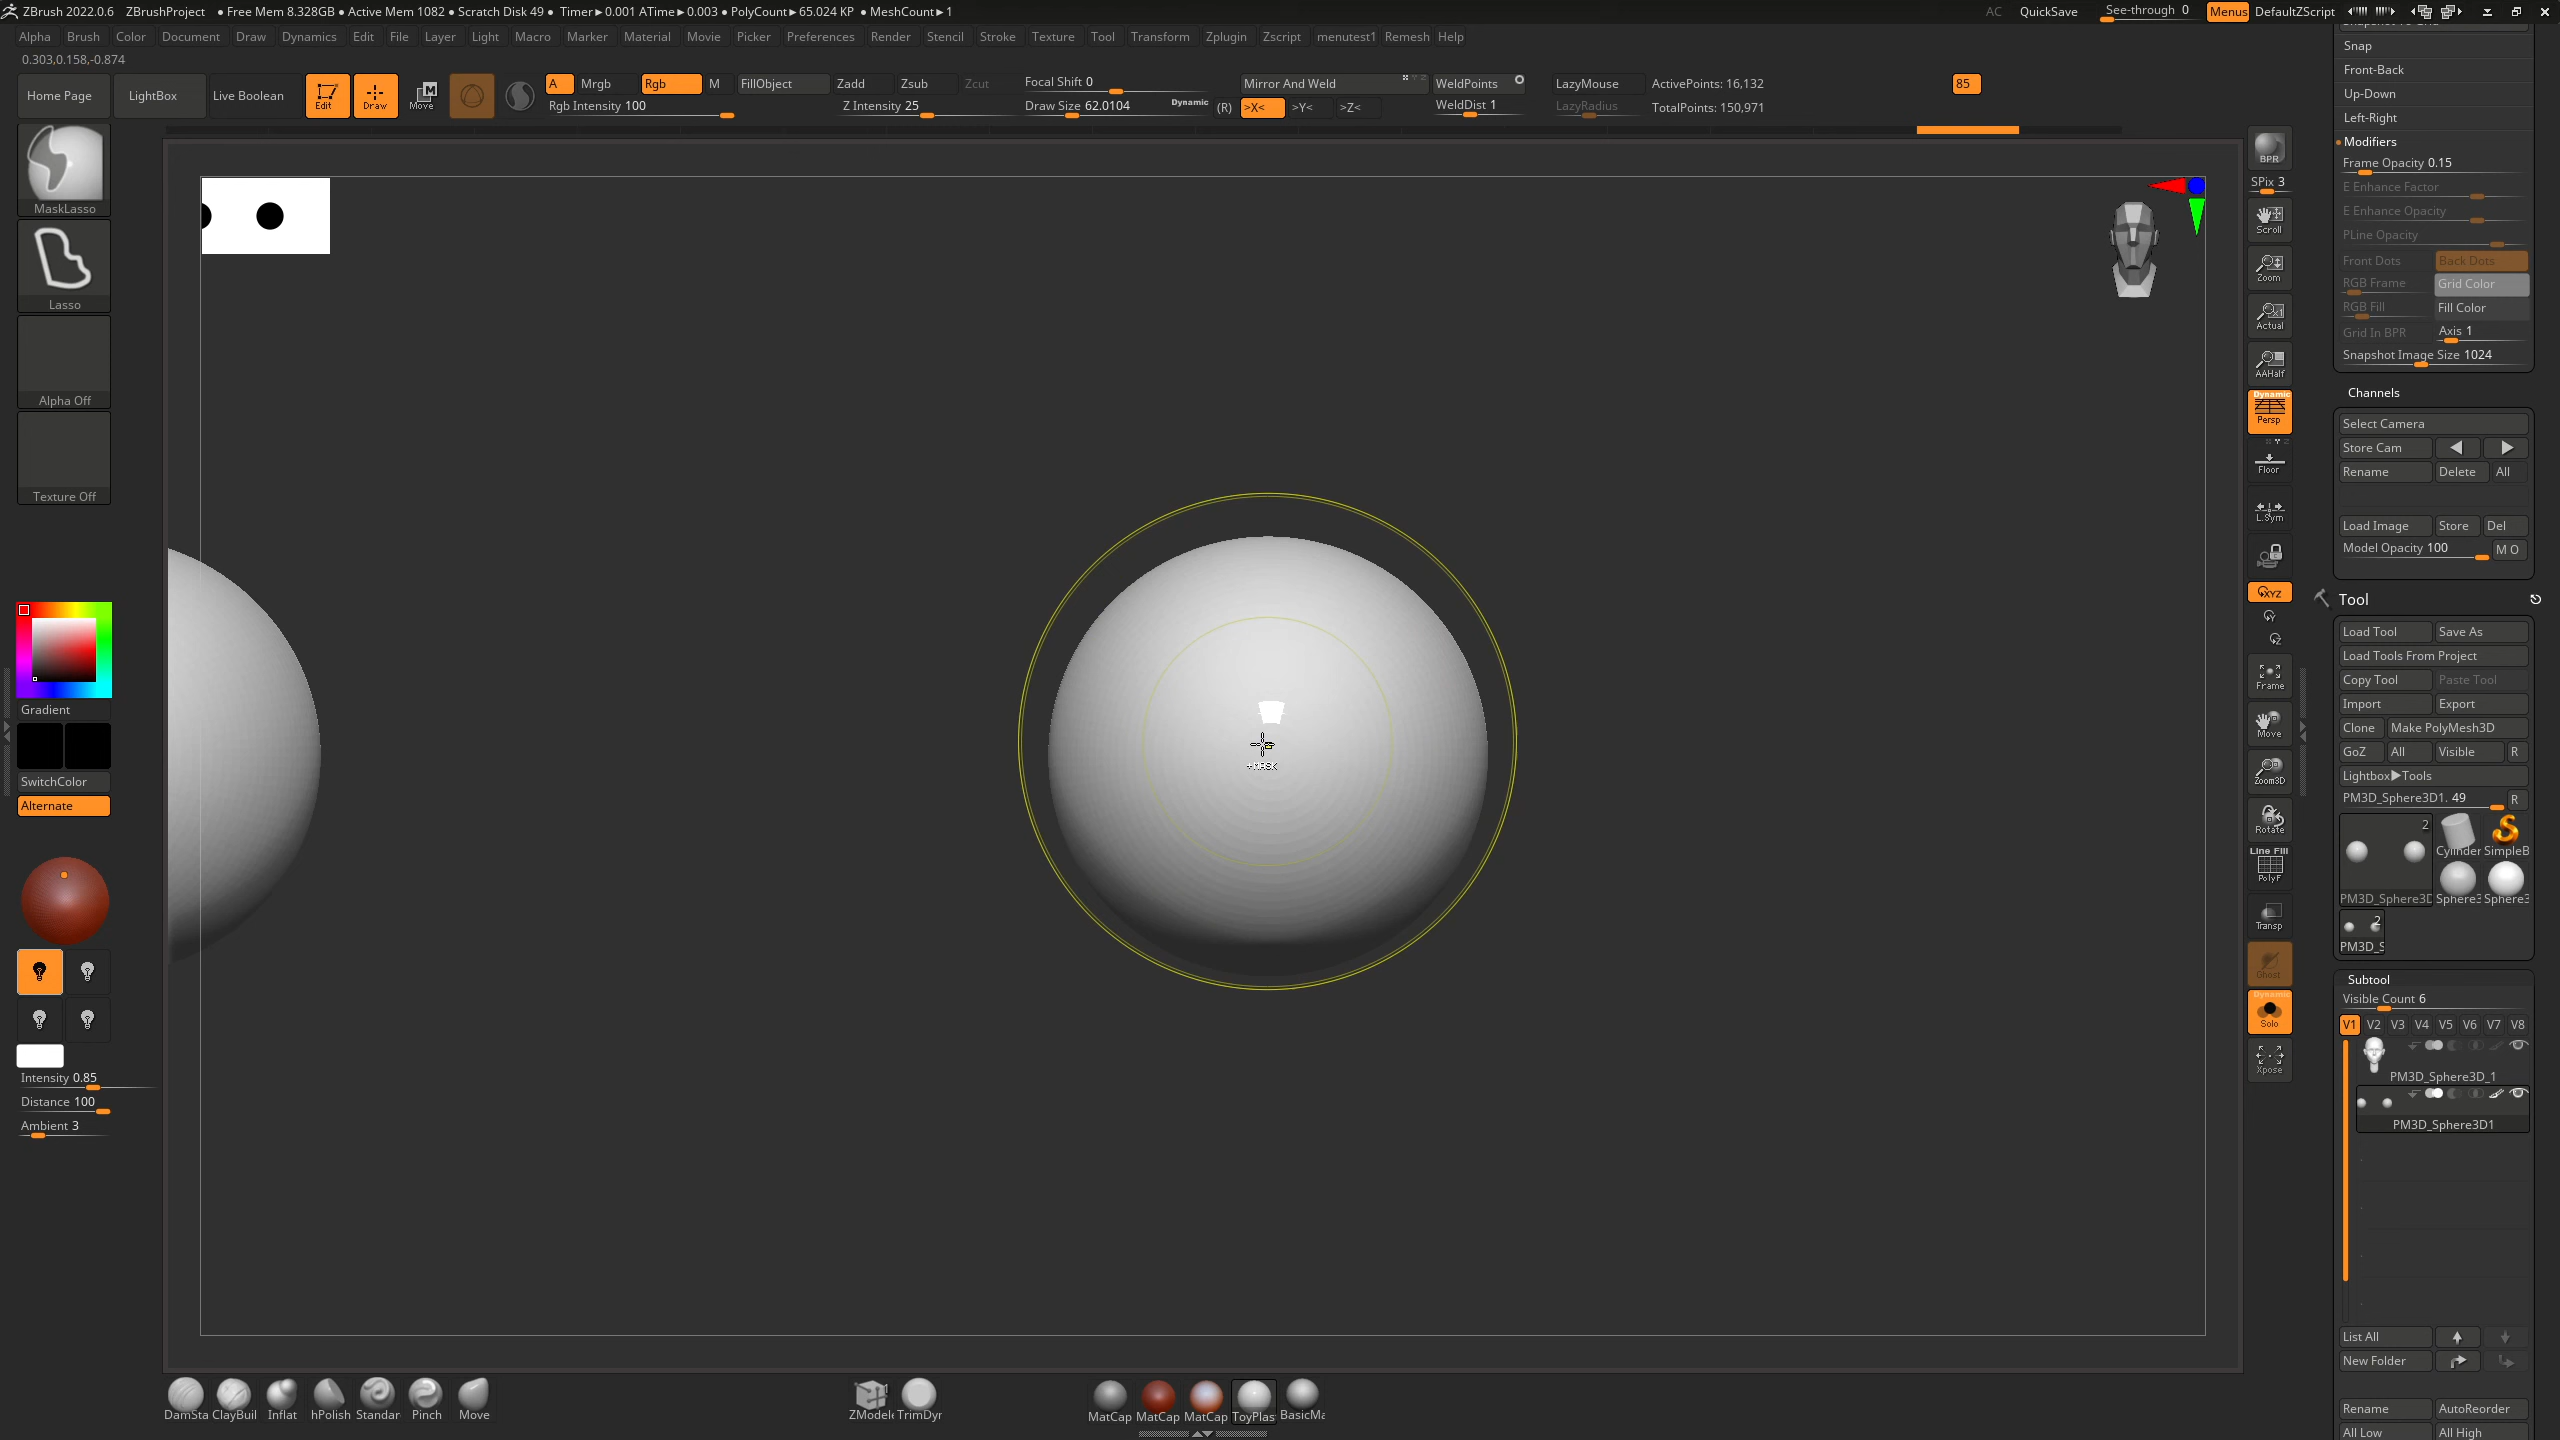 ZBrush 2022.0.6 ZBrushProject ● Free Mem 8.328GB ● Active Mem 1082 ● Scratch Disk 49 ● Timer►0.001 ATime►0.003 ● PolyCount►65.024 KP ● MeshCount►1 AC QuickSave See-through 0 Menus DefaultZScript
Alpha Brush Color Document Draw Dynamics Edit File Layer Light Macro Marker Material Movie Picker Preferences Render Stencil Stroke Texture Tool Transform Zplugin Zscript menutest1 Remesh Help
0.303,0.158,-0.874
Home Page LightBox Live Boolean Edit Draw Move
A Mrgb Rgb M FillObject Zadd Zsub Zcut Focal Shift 0 Mirror And Weld WeldPoints LazyMouse ActivePoints: 16,132 85
Rgb Intensity 100 Z Intensity 25 Draw Size 62.0104 Dynamic (R) >X< >Y< >Z< WeldDist 1 LazyRadius TotalPoints: 150,971
MaskLasso
Lasso
Alpha Off
Texture Off
Gradient
SwitchColor
Alternate
Intensity 0.85
Distance 100
Ambient 3
+MASK
BPR
SPix 3
Scroll
Zoom
Actual
AAHalf
Dynamic
Persp
Floor
L.Sym
XYZ
Y
Z
Frame
Move
Zoom3D
Rotate
Line Fill
PolyF
Transp
Ghost
Dynamic
Solo
Xpose
Snap
Front-Back
Up-Down
Left-Right
Modifiers
Frame Opacity 0.15
E Enhance Factor
E Enhance Opacity
PLine Opacity
Front Dots Back Dots
RGB Frame Grid Color
RGB Fill Fill Color
Grid In BPR Axis 1
Snapshot Image Size 1024
Channels
Select Camera
Store Cam
Rename Delete All
Load Image Store Del
Model Opacity 100 M O
Tool
Load Tool Save As
Load Tools From Project
Copy Tool Paste Tool
Import Export
Clone Make PolyMesh3D
GoZ All Visible R
Lightbox►Tools
PM3D_Sphere3D1. 49 R
2
Cylinder SimpleB
PM3D_Sphere3D Sphere3 Sphere3
2
PM3D_S
Subtool
Visible Count 6
V1 V2 V3 V4 V5 V6 V7 V8
PM3D_Sphere3D_1
PM3D_Sphere3D1
List All
New Folder
Rename AutoReorder
All Low All High
DamSta ClayBuil Inflat hPolish Standar Pinch Move ZModele TrimDyr MatCap MatCap MatCap ToyPlas BasicMa